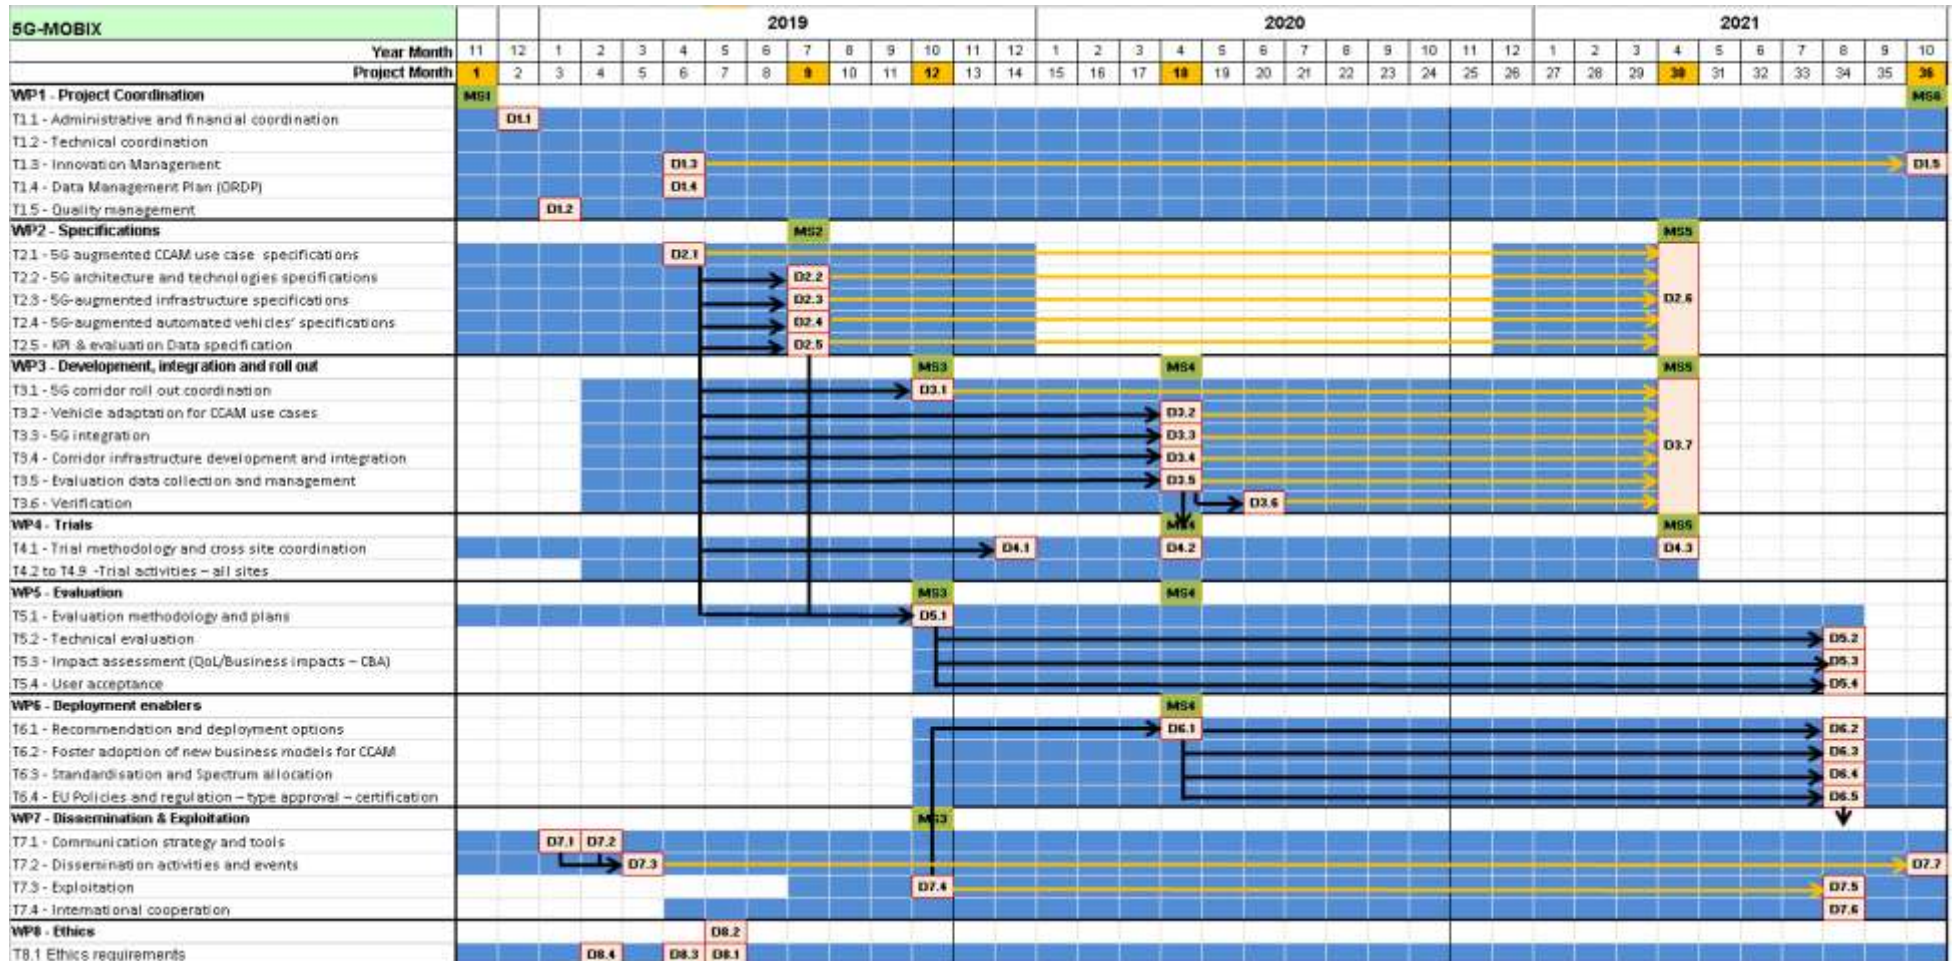 5G-MOBIX 2019 2020 2021
Year Month 11 12 1 2 3 4 5 6 7 8 9 10 11 12 1 2 3 4 5 6 7 8 9 10 11 12 1 2 3 4 5 6 7 8 9 10
Project Month 1 2 3 4 5 6 7 8 9 10 11 12 13 14 15 16 17 18 19 20 21 22 23 24 25 26 27 28 29 30 31 32 33 34 35 36
WP1 - Project Coordination MS1 MS6
T1.1 - Administrative and financial coordination D1.1
T1.2 - Technical coordination
T1.3 - Innovation Management D1.3 D1.5
T1.4 - Data Management Plan (ORDP) D1.4
T1.5 - Quality management D1.2
WP2 - Specifications MS2 MS5
T2.1 - 5G augmented CCAM use case specifications D2.1
T2.2 - 5G architecture and technologies specifications D2.2
T2.3 - 5G-augmented infrastructure specifications D2.3 D2.6
T2.4 - 5G-augmented automated vehicles' specifications D2.4
T2.5 - KPI & evaluation Data specification D2.5
WP3 - Development, integration and roll out MS3 MS4 MS5
T3.1 - 5G corridor roll out coordination D3.1
T3.2 - Vehicle adaptation for CCAM use cases D3.2
T3.3 - 5G integration D3.3 D3.7
T3.4 - Corridor infrastructure development and integration D3.4
T3.5 - Evaluation data collection and management D3.5
T3.6 - Verification D3.6
WP4 - Trials MS4 MS5
T4.1 - Trial methodology and cross site coordination D4.1 D4.2 D4.3
T4.2 to T4.9 -Trial activities – all sites
WP5 - Evaluation MS3 MS4
T5.1 - Evaluation methodology and plans D5.1
T5.2 - Technical evaluation D5.2
T5.3 - Impact assessment (QoL/Business impacts – CBA) D5.3
T5.4 - User acceptance D5.4
WP6 - Deployment enablers MS4
T6.1 - Recommendation and deployment options D6.1 D6.2
T6.2 - Foster adoption of new business models for CCAM D6.3
T6.3 - Standardisation and Spectrum allocation D6.4
T6.4 - EU Policies and regulation – type approval – certification D6.5
WP7 - Dissemination & Exploitation MS3
T7.1 - Communication strategy and tools D7.1 D7.2
T7.2 - Dissemination activities and events D7.3 D7.7
T7.3 - Exploitation D7.4 D7.5
T7.4 - International cooperation D7.6
WP8 - Ethics D8.2
T8.1 Ethics requirements D8.4 D8.3 D8.1